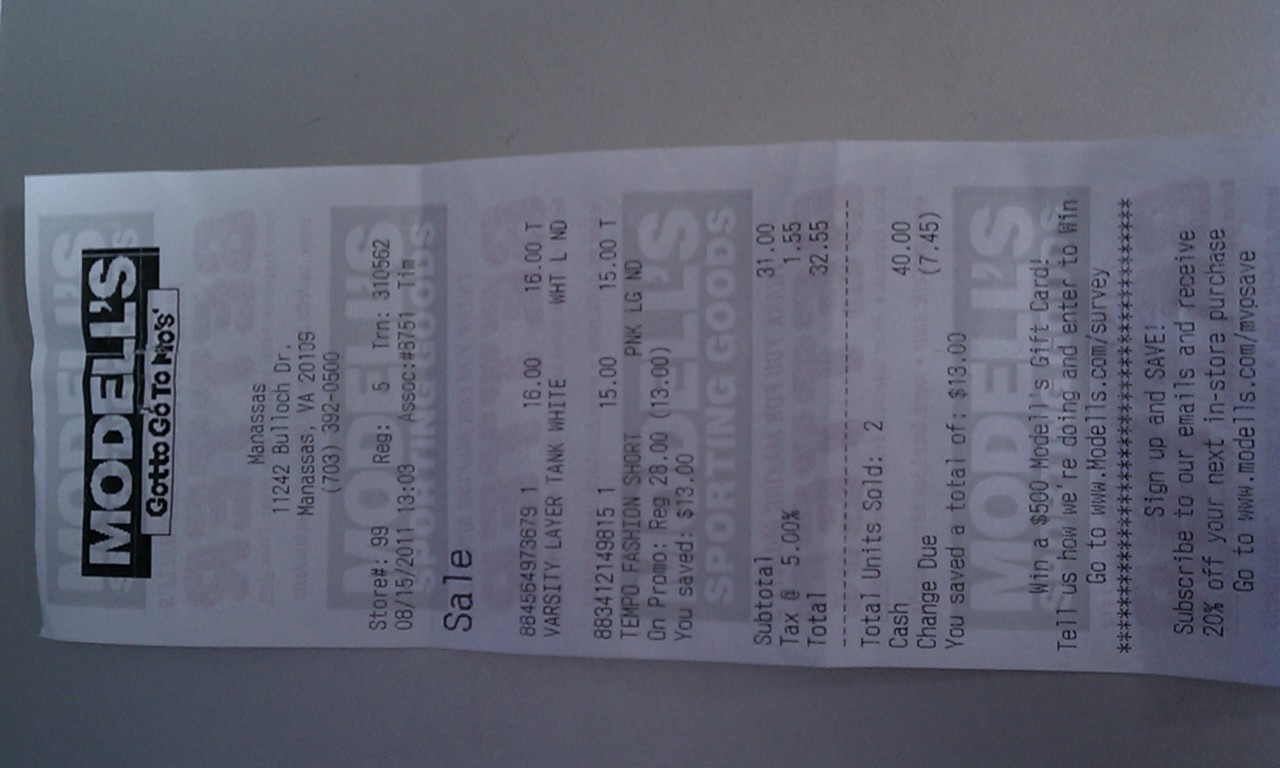 MODELL'S
Gotto GO TO MO'S'
Manassas
11242 Bulloch Dr.
Manassas, VA 20109
(703) 392-0500
Store#: 99 Reg: 5 Trn: 310562
08/15/2011 13:03 Assoc:#8751 Tim
Sale
884564973679 1 16.00 16.00 T
VARSITY LAYER TANK WHITE WHT L ND
883412149815 1 15.00 15.00 T
TEMPO FASHION SHORT PNK LG ND
On Promo: Reg 28.00 (13.00)
You saved: $13.00
Subtotal 31.00
Tax @ 5.00% 1.55
Total 32.55
Total Units Sold: 2
Cash 40.00
Change Due (7.45)
You saved a total of: $13.00
Win a $500 Modell's Gift Card!
Tell us how we're doing and enter to Win
Go to www.Modells.com/survey
****************************************
Sign up and SAVE!
Subscribe to our emails and receive
20% off your next in-store purchase
Go to www.modells.com/mvpsave
MODELL'S
SPORTING GOODS